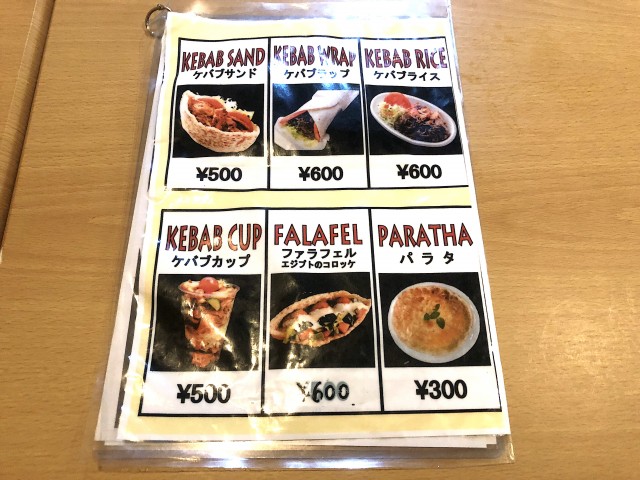 KEBAB SAND
ケバブサンド
¥500
KEBAB WRAP
ケバブラップ
¥600
KEBAB RICE
ケバブライス
¥600
KEBAB CUP
ケバブカップ
¥500
FALAFEL
ファラフェル
エジプトのコロッケ
¥600
PARATHA
パラタ
¥300